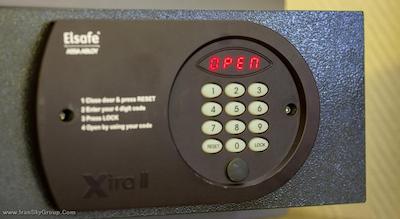 Elsafe
ASSA ABLOY
OPEN
1 Close door & press RESET
2 Enter your 4 digit code
3 Press LOCK
4 Open by using your code
1 2 3
4 5 6
7 8 9
RESET 0 LOCK
Xtra II
www.IranSkyGroup.Com